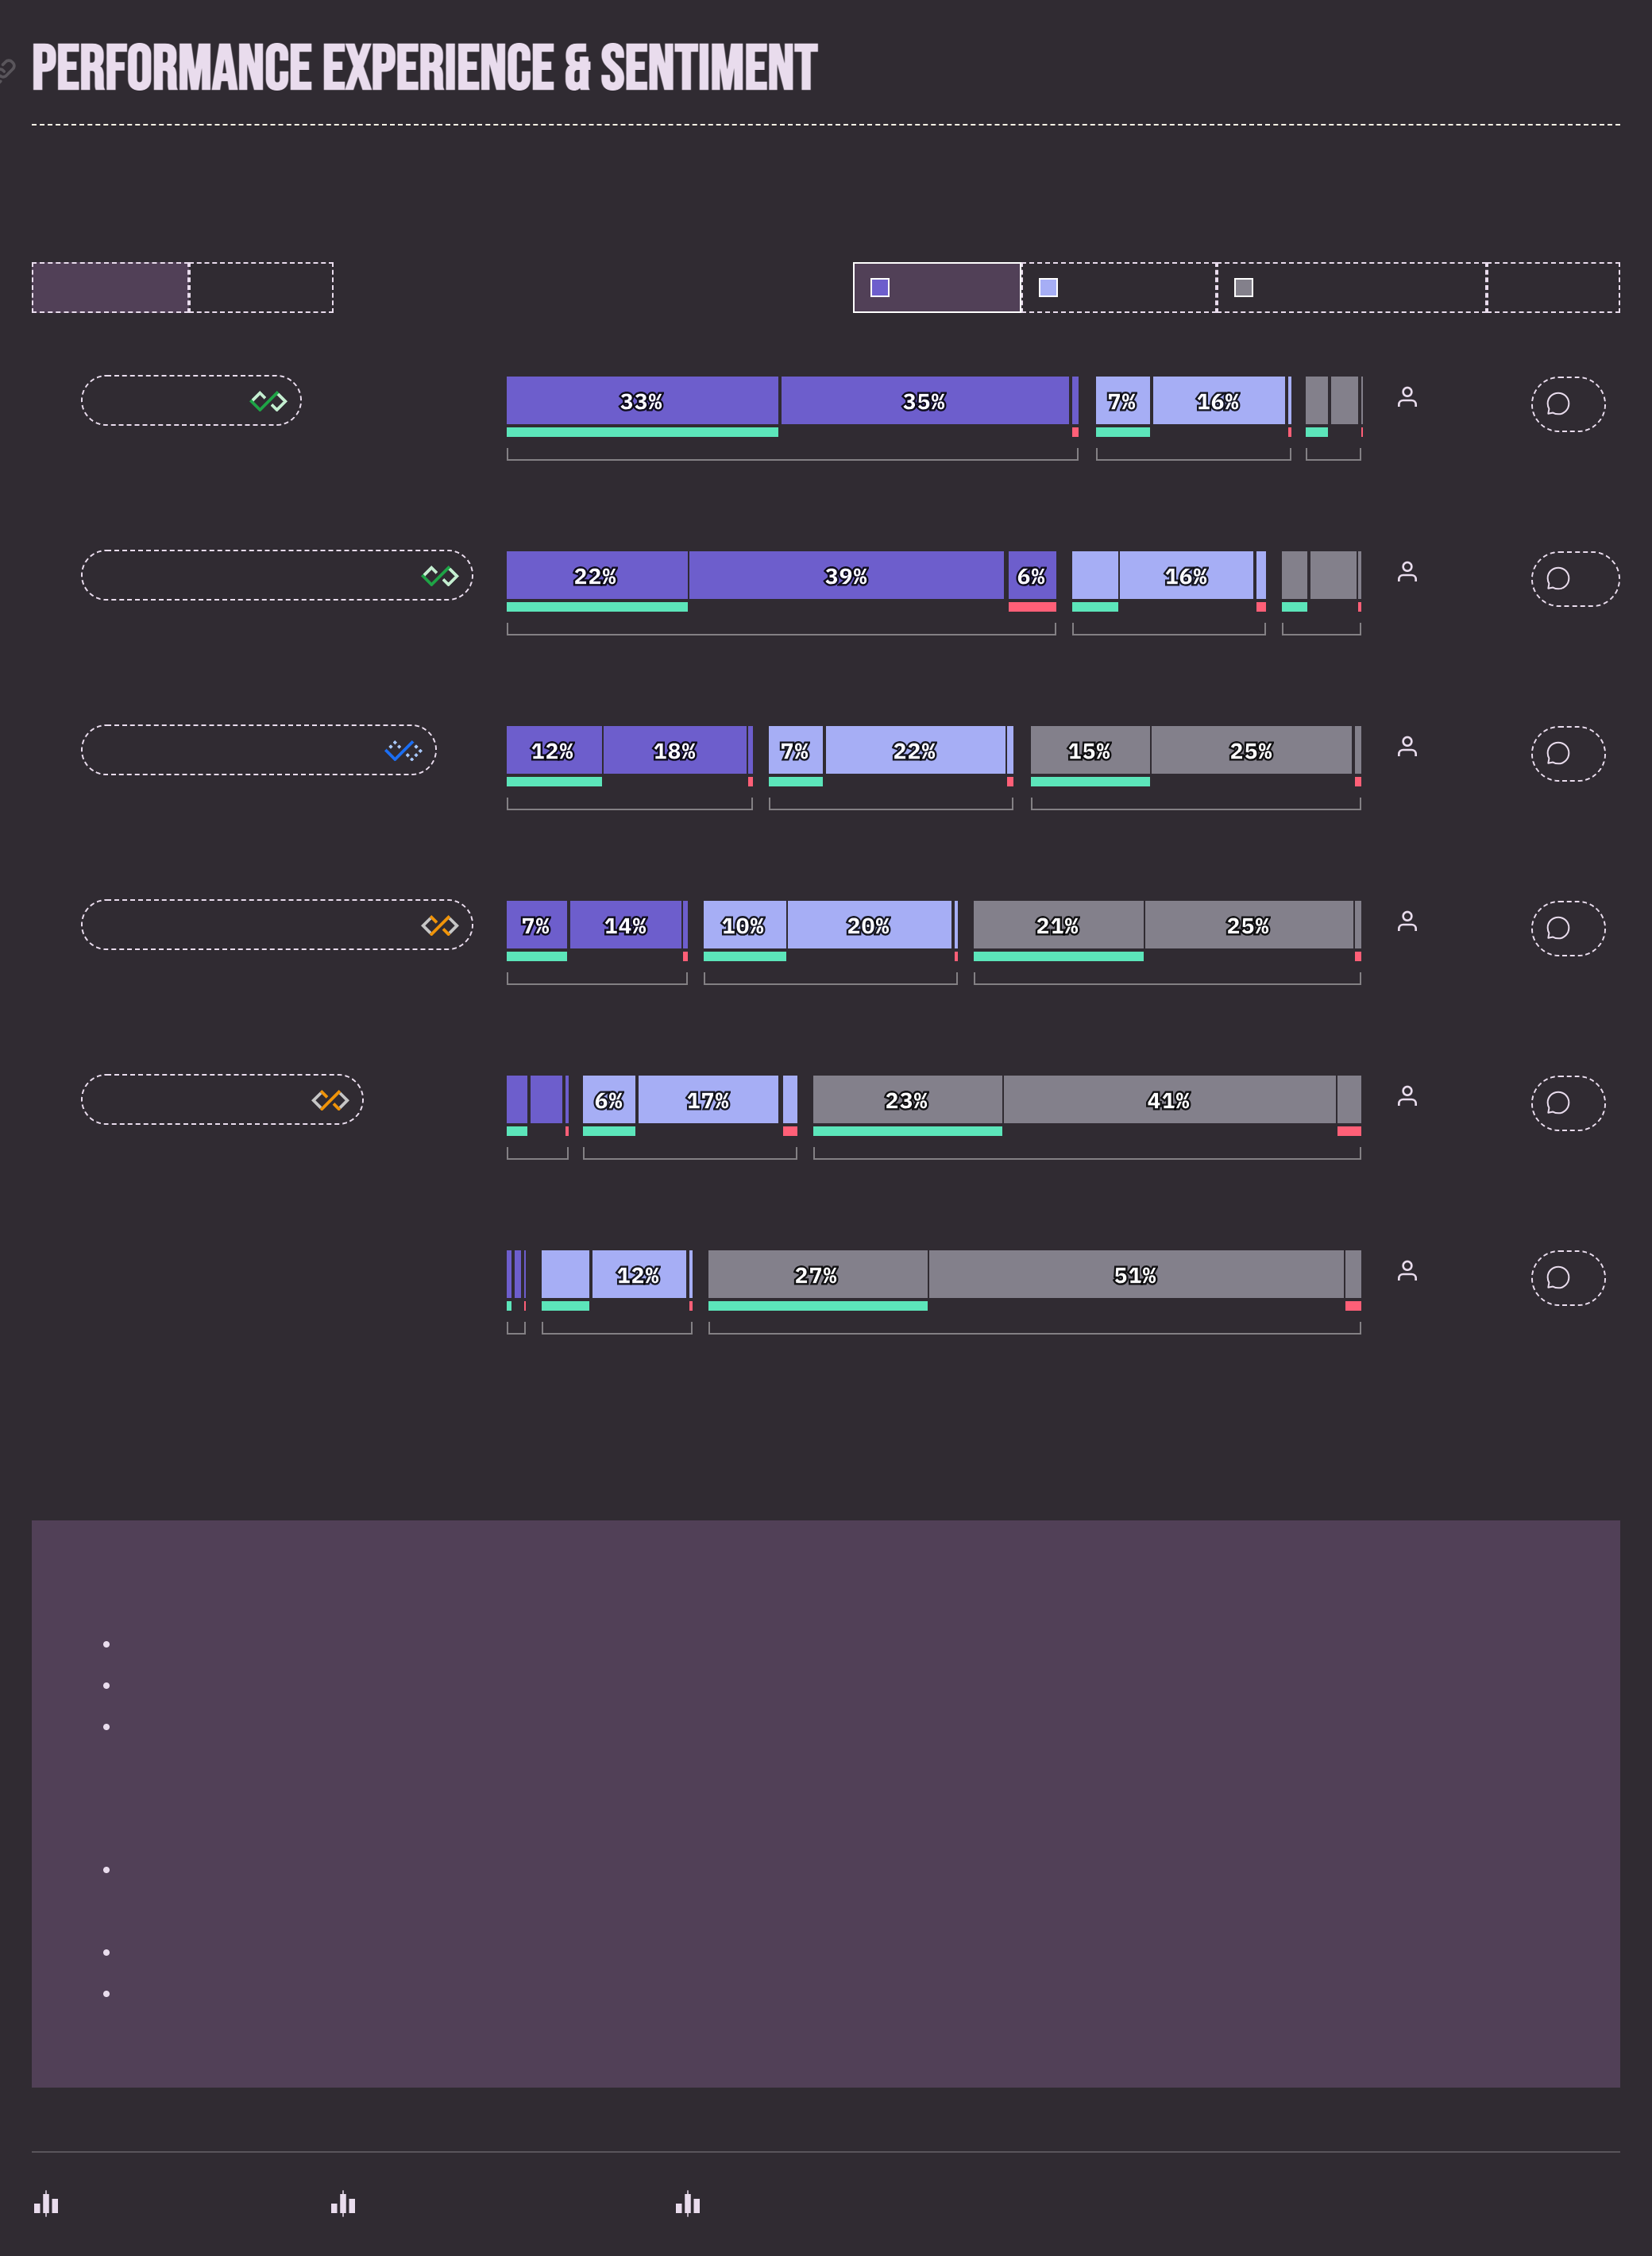 PERFORMANCE EXPERIENCE & SENTIMENT
33% 35% 7% 16%
22% 39% 6% 16%
12% 18% 7% 22% 15% 25%
7% 14% 10% 20% 21% 25%
6% 17% 23% 41%
12% 27% 51%